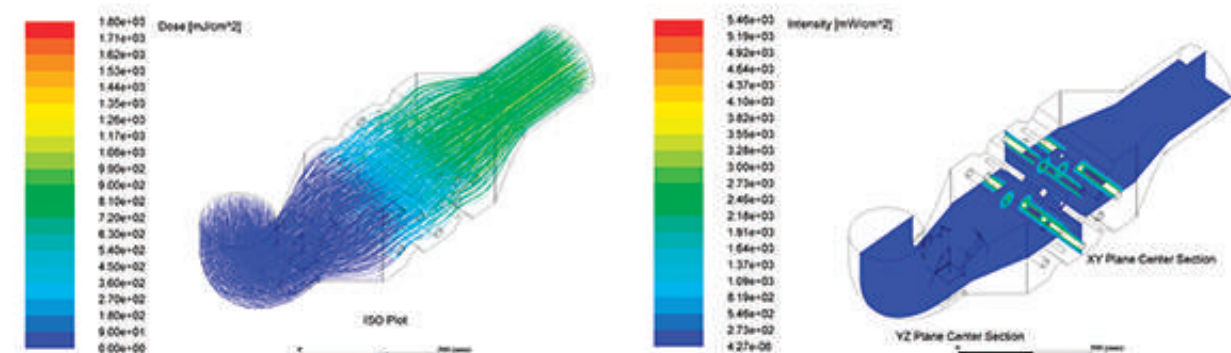 Dose [mJ/cm^2]
1.80e+03
1.71e+03
1.62e+03
1.53e+03
1.44e+03
1.35e+03
1.26e+03
1.17e+03
1.08e+03
9.90e+02
9.00e+02
8.10e+02
7.20e+02
6.30e+02
5.40e+02
4.50e+02
3.60e+02
2.70e+02
1.80e+02
9.00e+01
0.00e+00
ISO Plot
Intensity [mW/cm^2]
5.46e+03
5.19e+03
4.92e+03
4.64e+03
4.37e+03
4.10e+03
3.82e+03
3.55e+03
3.28e+03
3.00e+03
2.73e+03
2.46e+03
2.18e+03
1.91e+03
1.64e+03
1.37e+03
1.09e+03
8.19e+02
5.46e+02
2.73e+02
XY Plane Center Section
YZ Plane Center Section